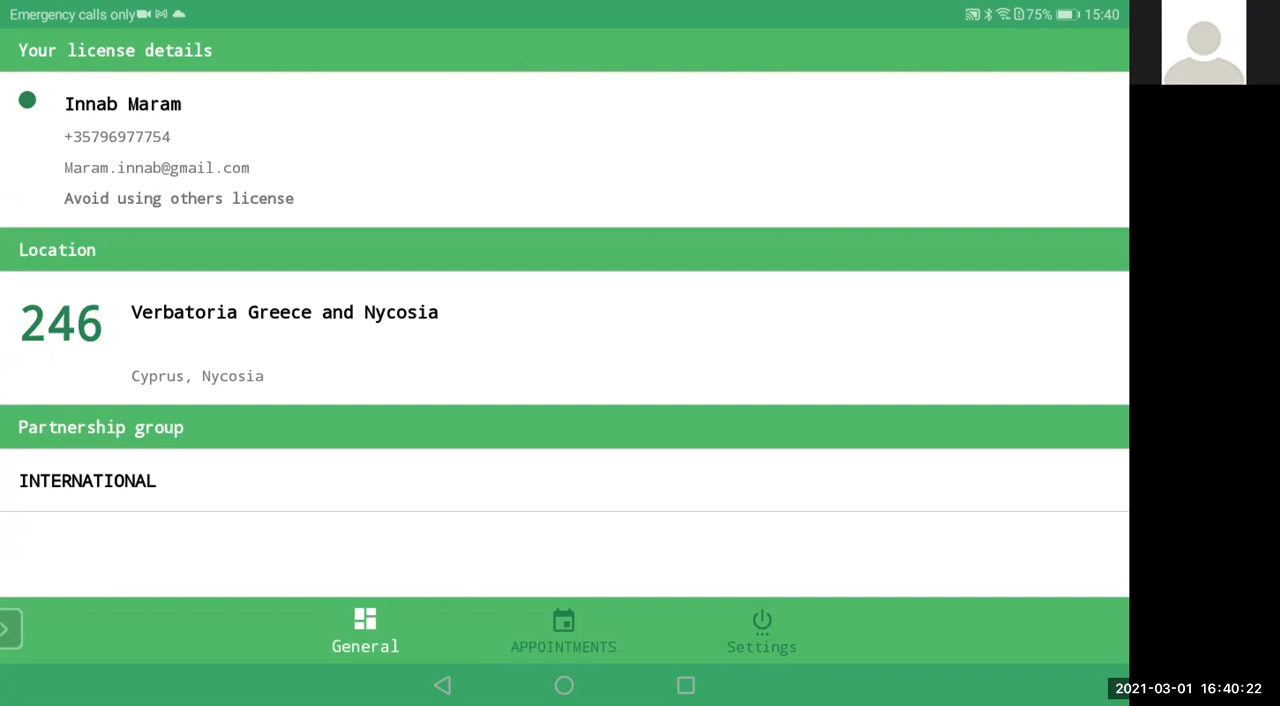 Emergency calls only
75% 15:40
Your license details
Innab Maram
+35796977754
Maram.innab@gmail.com
Avoid using others license
Location
246 Verbatoria Greece and Nycosia
Cyprus, Nycosia
Partnership group
INTERNATIONAL
General APPOINTMENTS Settings
2021-03-01 16:40:22